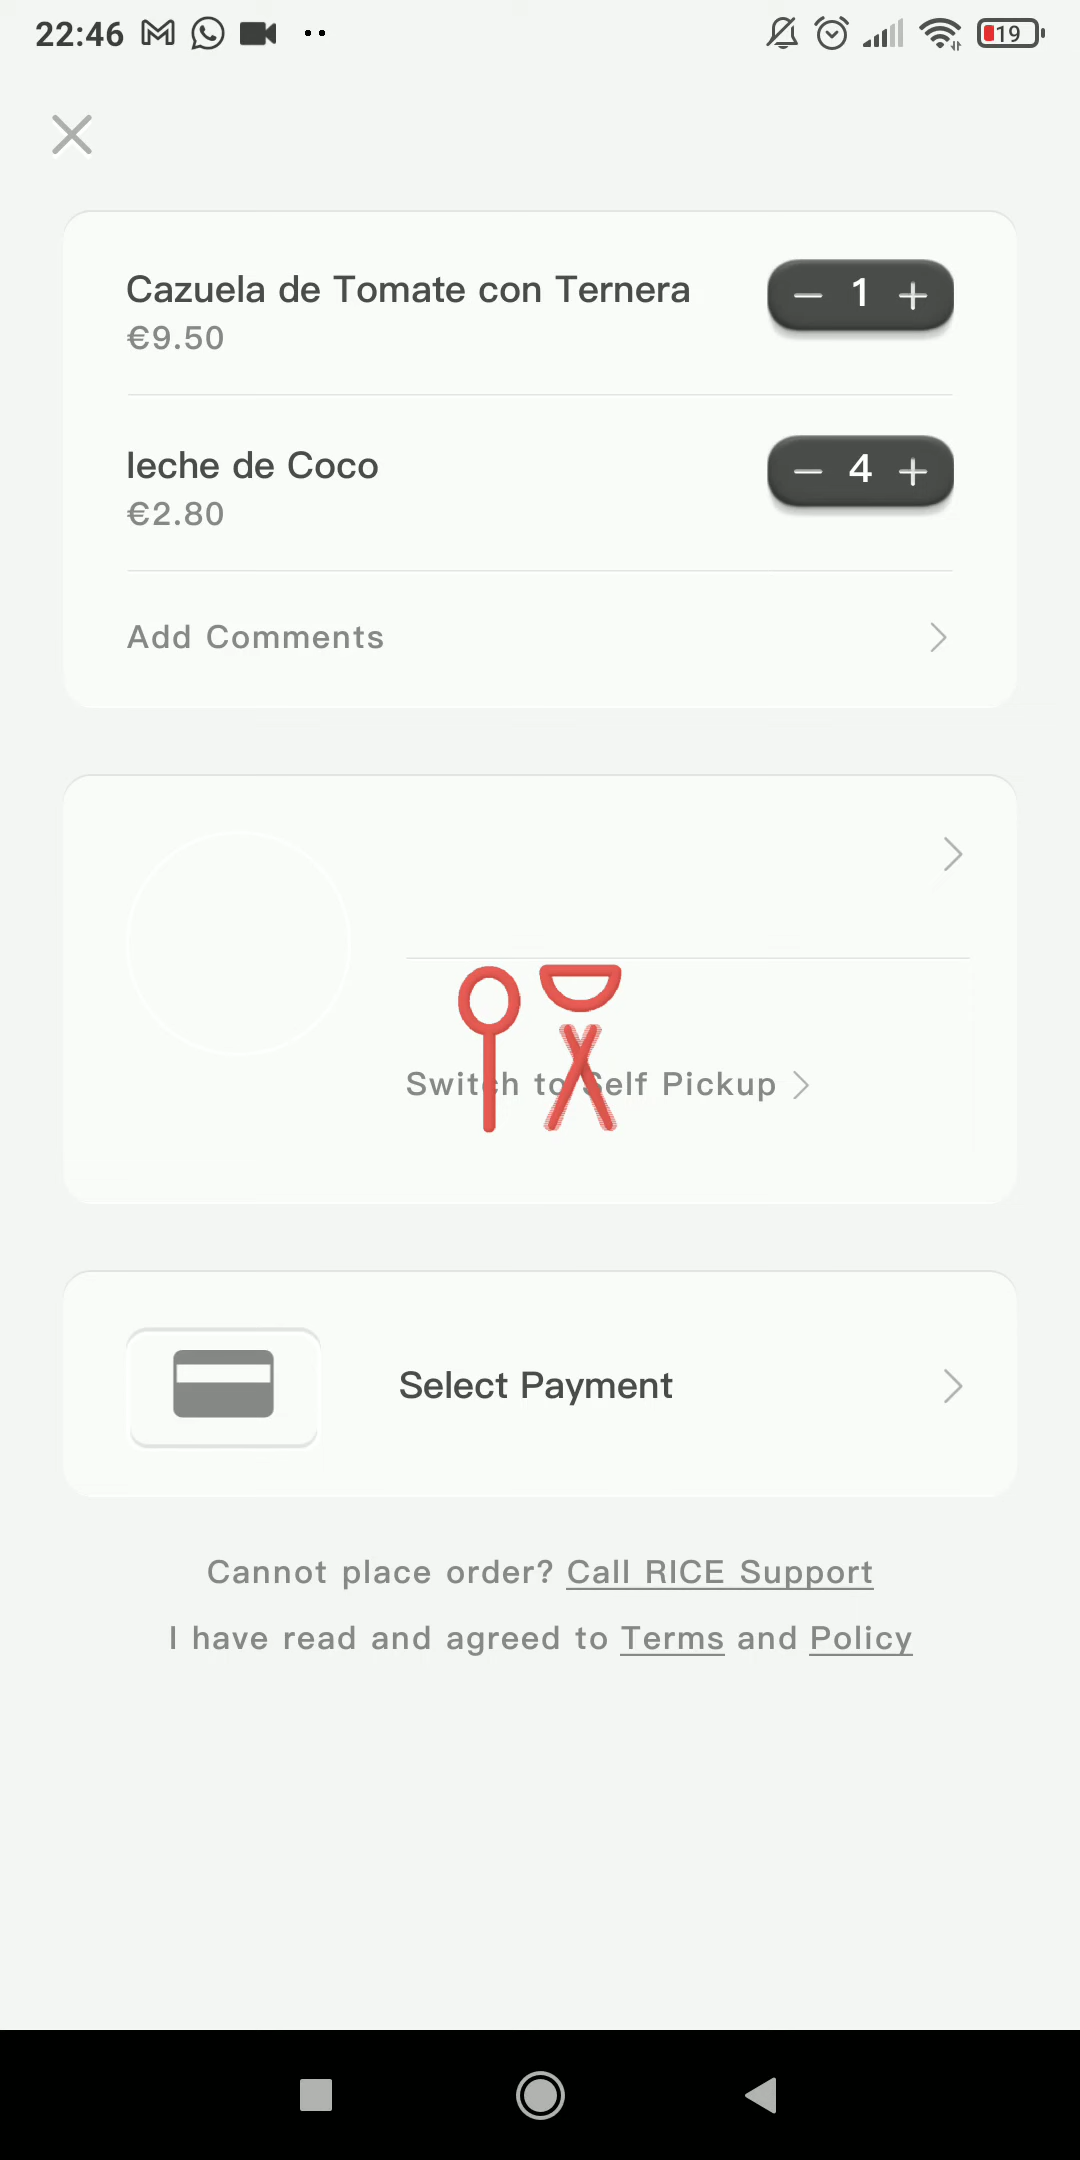 22:46
19
Cazuela de Tomate con Ternera
€9.50
− 1 +
leche de Coco
€2.80
− 4 +
Add Comments
Switch to Self Pickup
Select Payment
Cannot place order? Call RICE Support
I have read and agreed to Terms and Policy